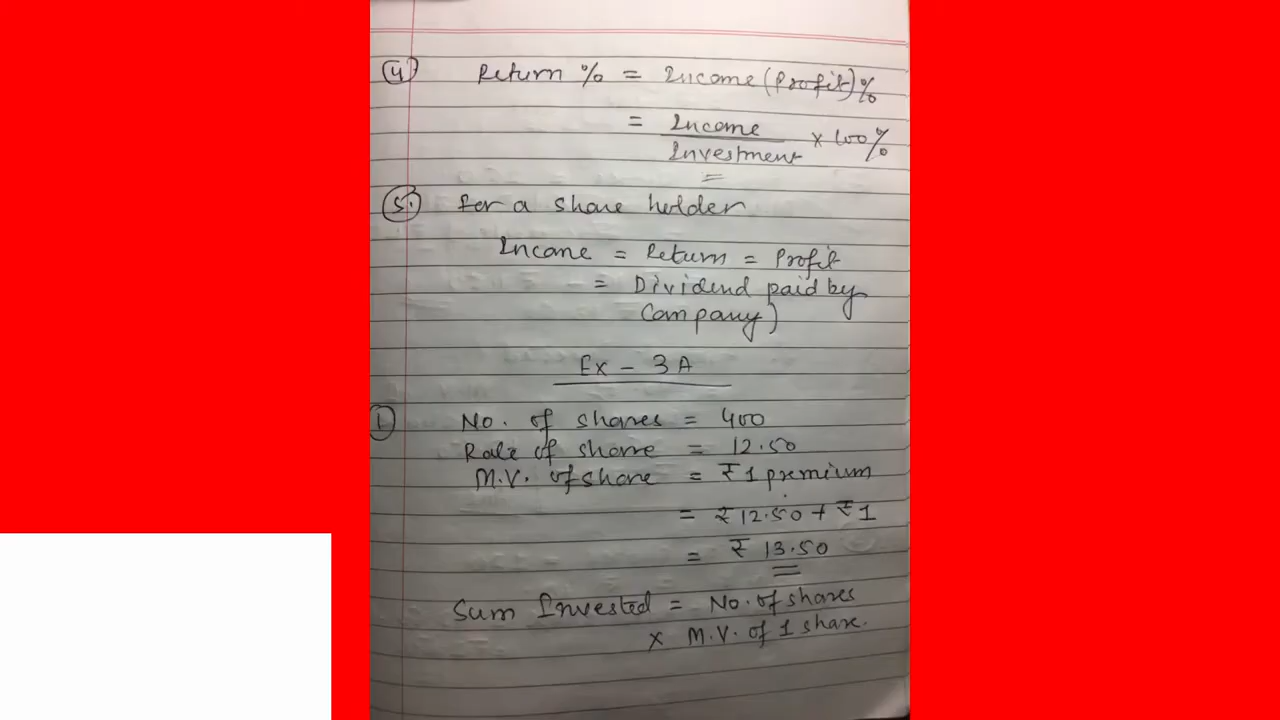 ④ Return % = Income (Profit) %
= Income / Investment × 100%
⑤. For a share holder
Income = Return = Profit
= Dividend paid by
Company)
Ex - 3A
① No. of shares = 400
Rate of share = 12.50
M.V. of share = ₹1 premium
= ₹12.50 + ₹1
= ₹ 13.50
Sum Invested = No. of shares
× M.V. of 1 share.